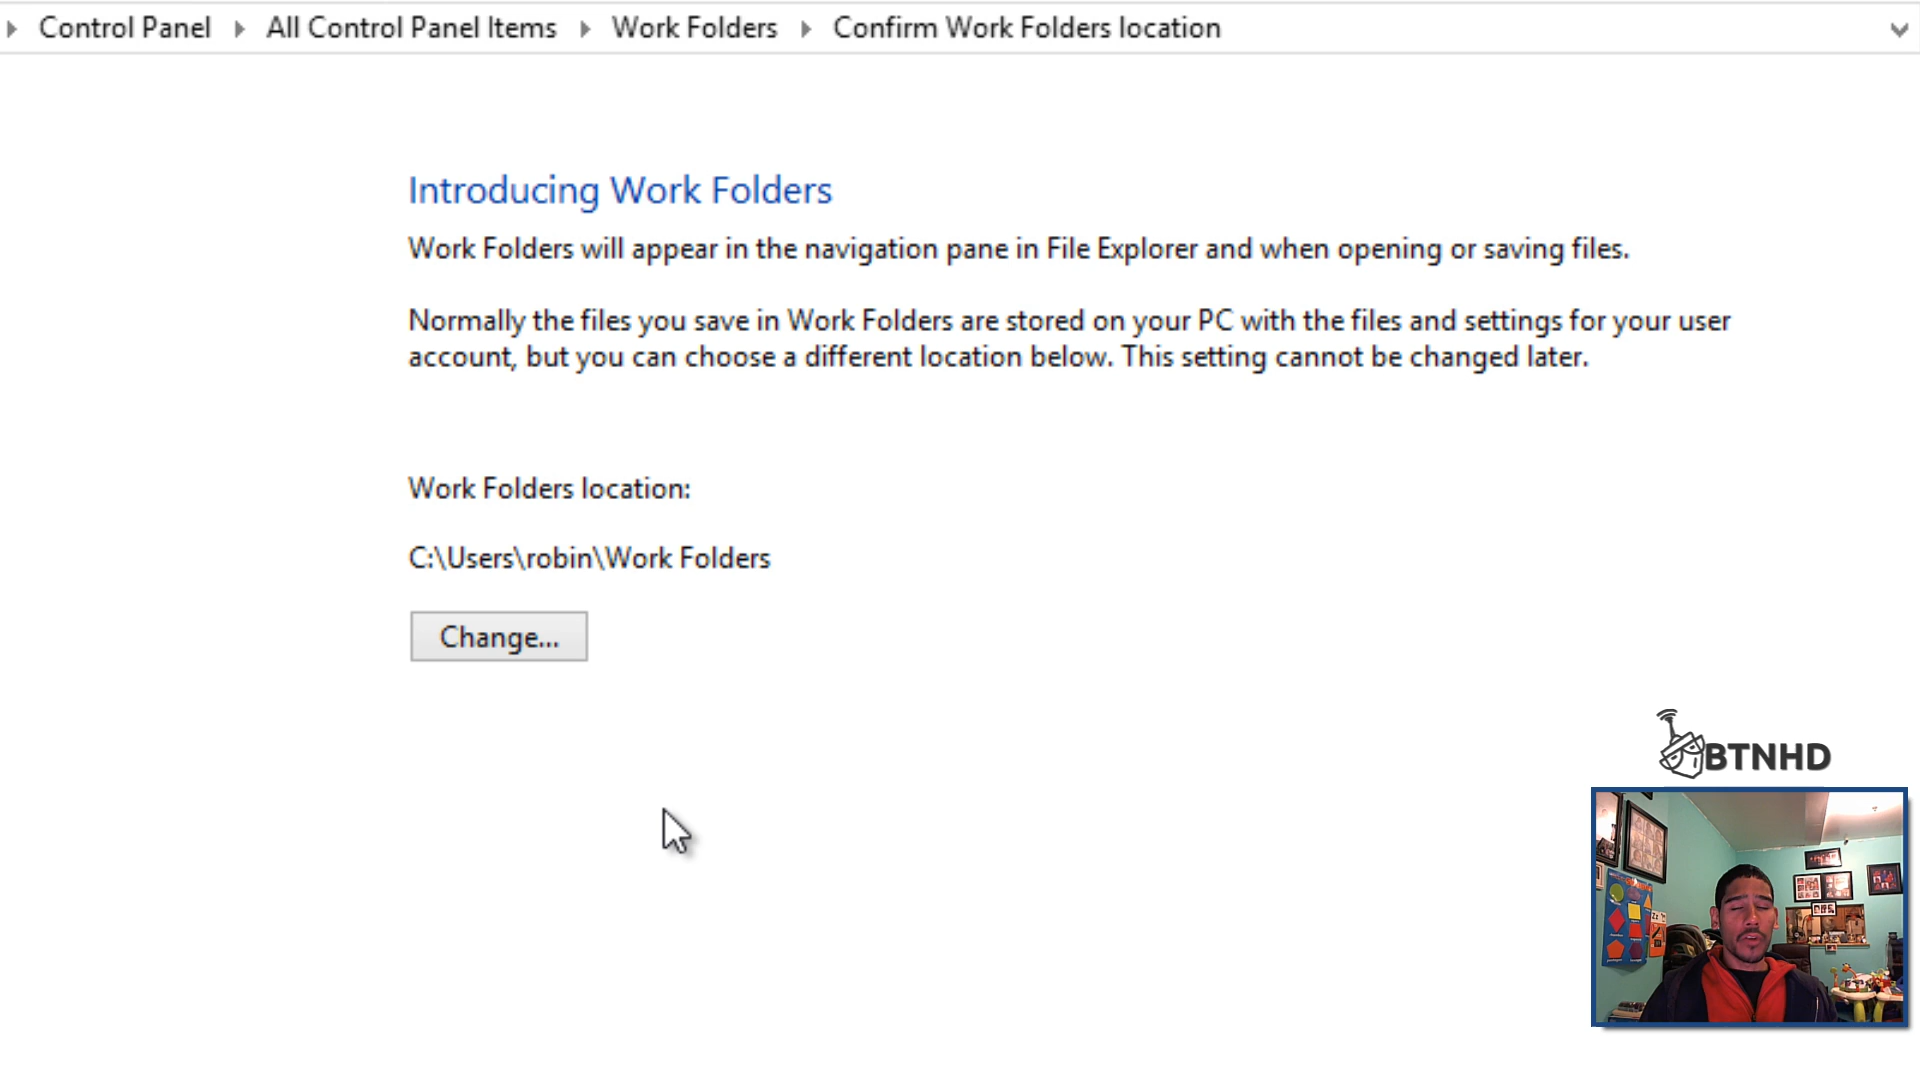 Control Panel All Control Panel Items Work Folders Confirm Work Folders location
Introducing Work Folders
Work Folders will appear in the navigation pane in File Explorer and when opening or saving files.
Normally the files you save in Work Folders are stored on your PC with the files and settings for your user
account, but you can choose a different location below. This setting cannot be changed later.
Work Folders location:
C:\Users\robin\Work Folders
Change...
BTNHD